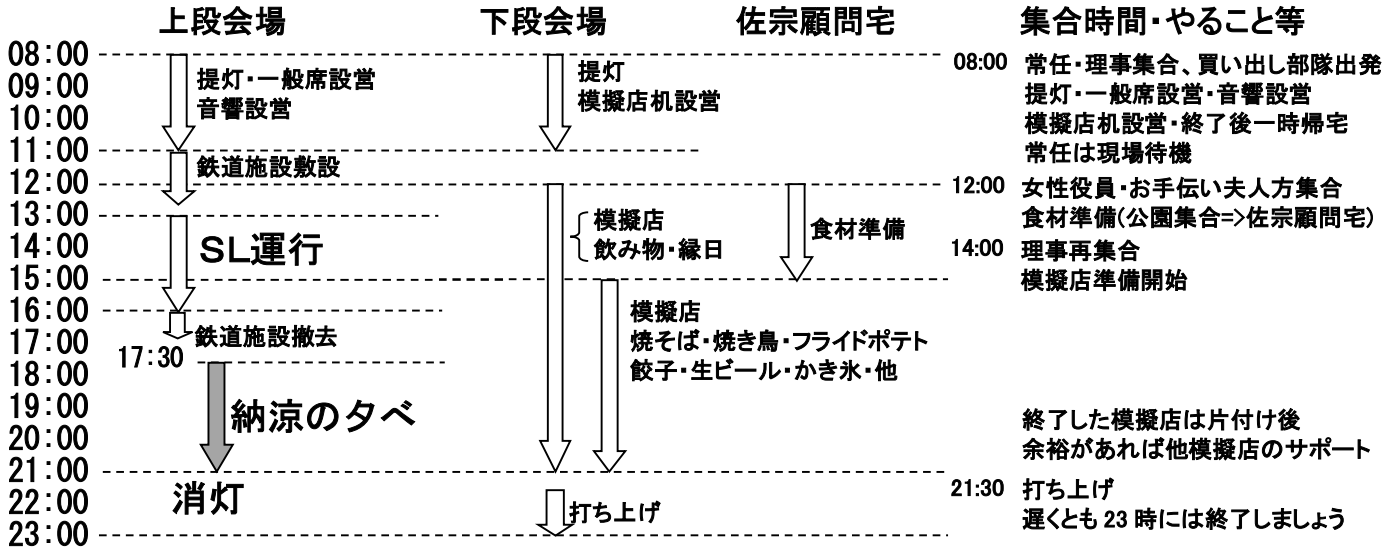 上段会場
下段会場
佐宗顧問宅
集合時間・やること等
08:00
09:00
10:00
11:00
12:00
13:00
14:00
15:00
16:00
17:00
17:30
18:00
19:00
20:00
21:00
22:00
23:00
提灯・一般席設営
音響設営
鉄道施設敷設
SL運行
鉄道施設撤去
納涼の夕べ
消灯
提灯
模擬店机設営
模擬店
飲み物・縁日
模擬店
焼そば・焼き鳥・フライドポテト
餃子・生ビール・かき氷・他
打ち上げ
食材準備
08:00 常任・理事集合、買い出し部隊出発
提灯・一般席設営・音響設営
模擬店机設営・終了後一時帰宅
常任は現場待機
12:00 女性役員・お手伝い夫人方集合
食材準備(公園集合=>佐宗顧問宅)
14:00 理事再集合
模擬店準備開始
終了した模擬店は片付け後
余裕があれば他模擬店のサポート
21:30 打ち上げ
遅くとも23時には終了しましょう